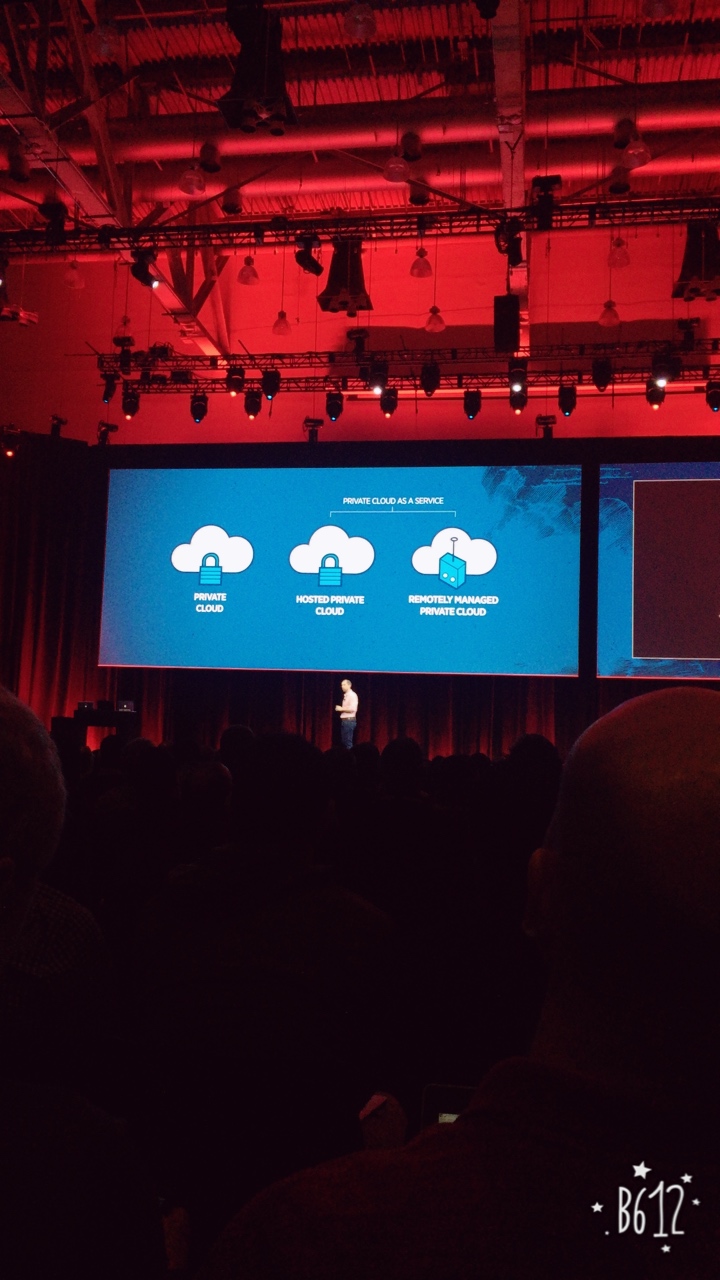 PRIVATE CLOUD AS A SERVICE
PRIVATE
CLOUD
HOSTED PRIVATE
CLOUD
REMOTELY MANAGED
PRIVATE CLOUD
B612